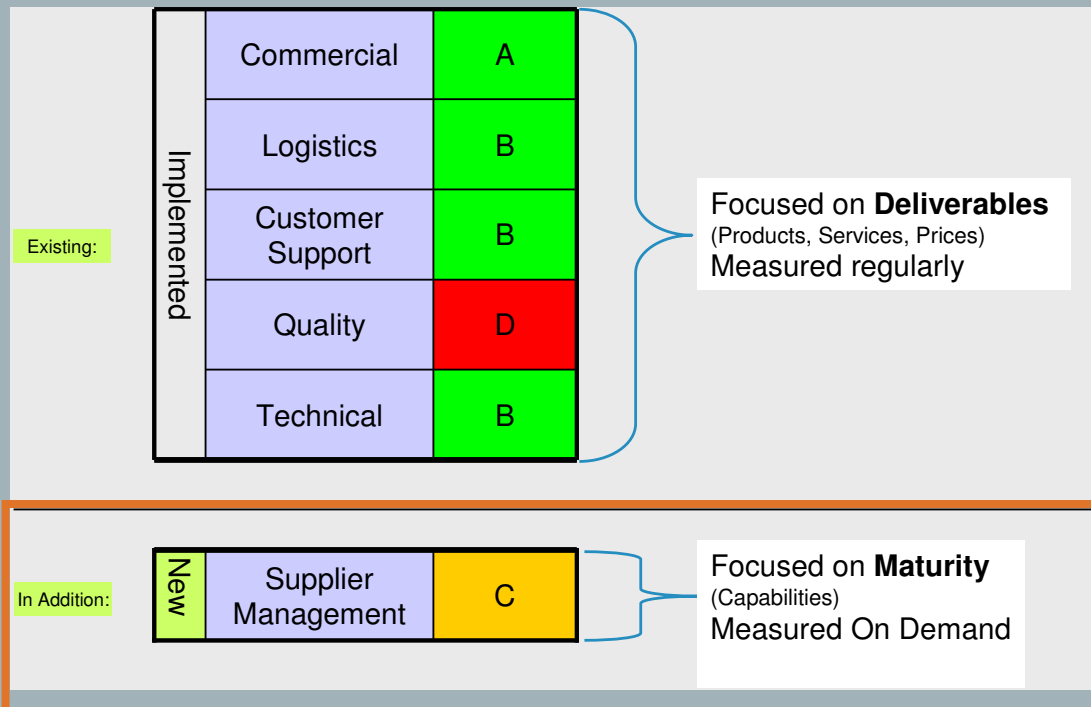 Existing:
Implemented
Commercial
A
Logistics
B
Customer
Support
B
Quality
D
Technical
B
Focused on Deliverables
(Products, Services, Prices)
Measured regularly
In Addition:
New
Supplier
Management
C
Focused on Maturity
(Capabilities)
Measured On Demand